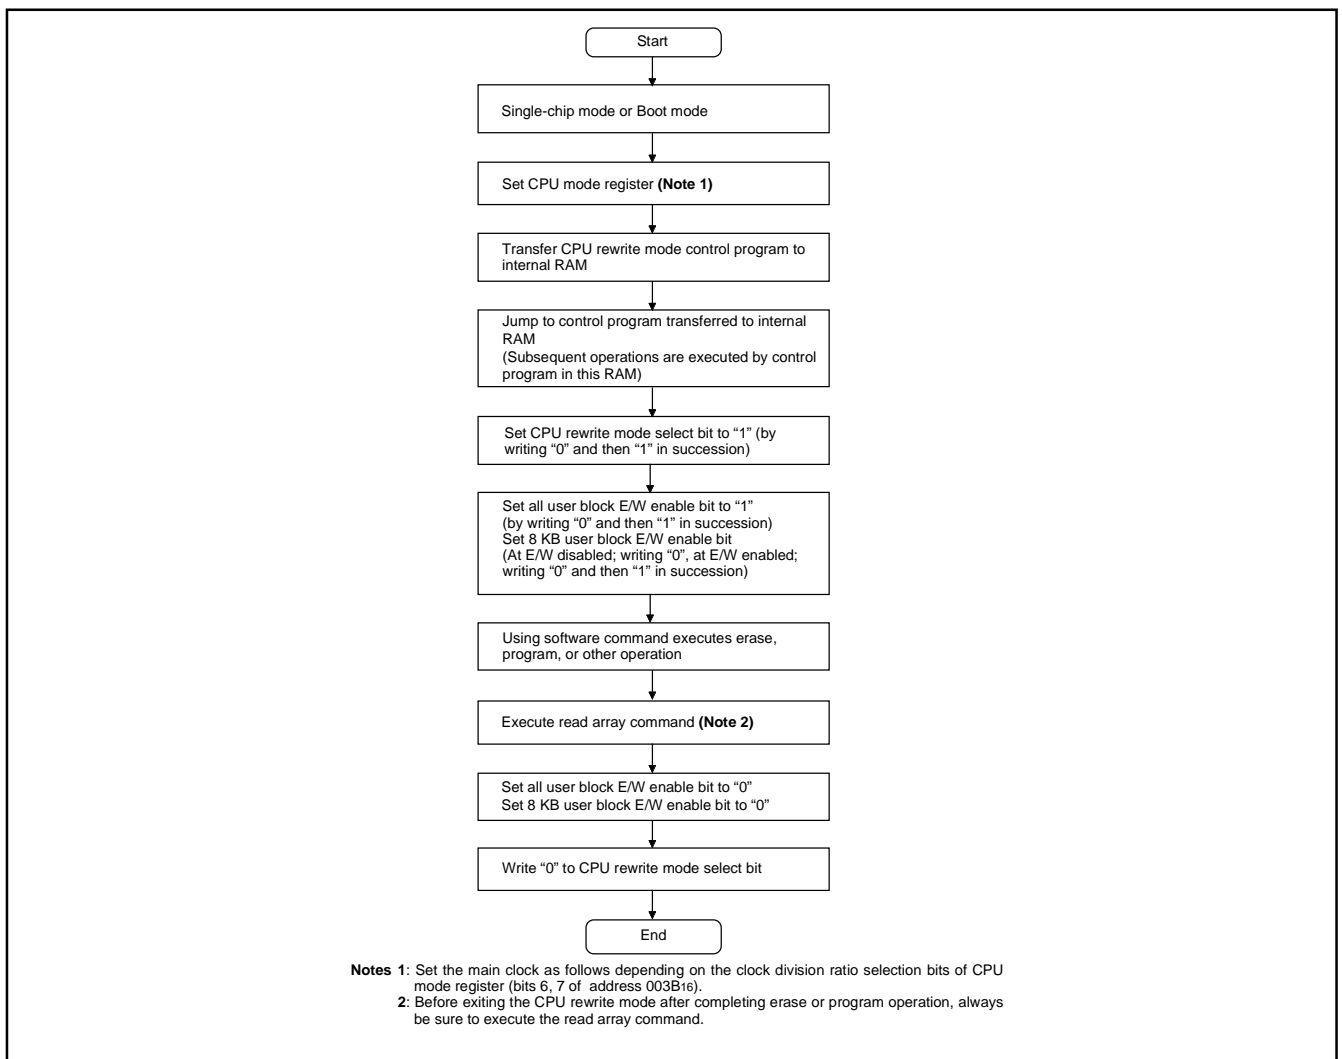 Start
Single-chip mode or Boot mode
Set CPU mode register (Note 1)
Transfer CPU rewrite mode control program to
internal RAM
Jump to control program transferred to internal
RAM
(Subsequent operations are executed by control
program in this RAM)
Set CPU rewrite mode select bit to “1” (by
writing “0” and then “1” in succession)
Set all user block E/W enable bit to “1”
(by writing “0” and then “1” in succession)
Set 8 KB user block E/W enable bit
(At E/W disabled; writing “0”, at E/W enabled;
writing “0” and then “1” in succession)
Using software command executes erase,
program, or other operation
Execute read array command (Note 2)
Set all user block E/W enable bit to “0”
Set 8 KB user block E/W enable bit to “0”
Write “0” to CPU rewrite mode select bit
End
Notes 1: Set the main clock as follows depending on the clock division ratio selection bits of CPU
mode register (bits 6, 7 of address 003B16).
2: Before exiting the CPU rewrite mode after completing erase or program operation, always
be sure to execute the read array command.